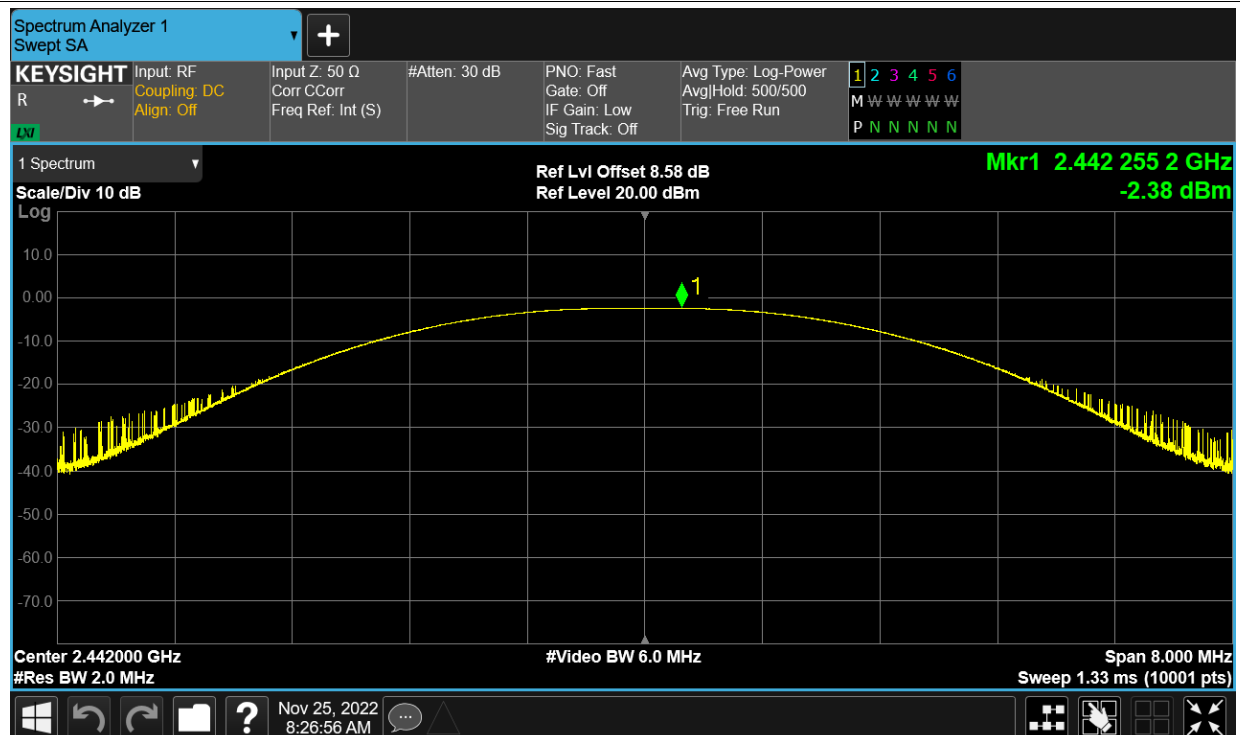 Spectrum Analyzer 1
Swept SA
+
KEYSIGHT
R
LXI
Input: RF
Coupling: DC
Align: Off
Input Z: 50 Ω
Corr CCorr
Freq Ref: Int (S)
#Atten: 30 dB
PNO: Fast
Gate: Off
IF Gain: Low
Sig Track: Off
Avg Type: Log-Power
Avg|Hold: 500/500
Trig: Free Run
1 2 3 4 5 6
M W W W W W W
P N N N N N N
1 Spectrum
Scale/Div 10 dB
Log
Ref Lvl Offset 8.58 dB
Ref Level 20.00 dBm
Mkr1 2.442 255 2 GHz
-2.38 dBm
10.0
0.00
1
-10.0
-20.0
-30.0
-40.0
-50.0
-60.0
-70.0
Center 2.442000 GHz
#Res BW 2.0 MHz
#Video BW 6.0 MHz
Span 8.000 MHz
Sweep 1.33 ms (10001 pts)
?
Nov 25, 2022
8:26:56 AM